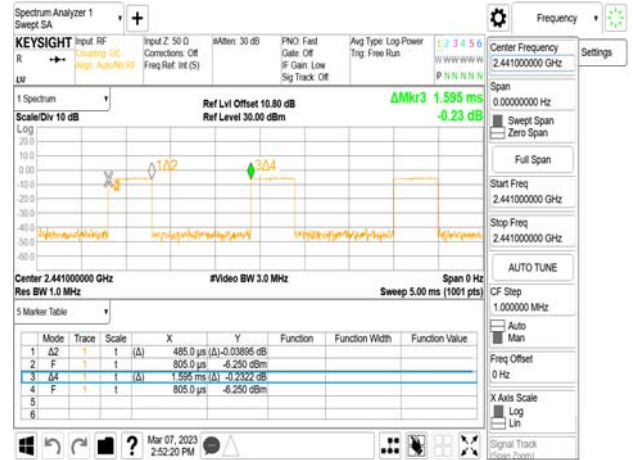 Spectrum Analyzer 1
Swept SA
Frequency
KEYSIGHT Input: RF Input Z: 50 Ω #Atten: 30 dB PNO: Fast Avg Type: Log-Power 1 2 3 4 5 6
R Coupling: DC Corrections: Off Gate: Off Trig: Free Run
Align: Auto/No RF Freq Ref: Int (S) IF Gain: Low W W W W W W
Sig Track: Off P N N N N N
Center Frequency
2.441000000 GHz
Settings
Span
0.00000000 Hz
Swept Span
Zero Span
Full Span
Start Freq
2.441000000 GHz
Stop Freq
2.441000000 GHz
AUTO TUNE
CF Step
1.000000 MHz
Auto
Man
Freq Offset
0 Hz
X Axis Scale
Log
Lin
Signal Track
(Span Zoom)
1 Spectrum
Ref Lvl Offset 10.80 dB
ΔMkr3 1.595 ms
Scale/Div 10 dB
Ref Level 30.00 dBm
-0.23 dB
Log
20.0
10.0
0.00
-10.0
-20.0
-30.0
-40.0
-50.0
-60.0
1Δ2
3Δ4
Center 2.441000000 GHz #Video BW 3.0 MHz Span 0 Hz
Res BW 1.0 MHz Sweep 5.00 ms (1001 pts)
5 Marker Table
Mode Trace Scale X Y Function Function Width Function Value
1 Δ2 1 t (Δ) 485.0 µs (Δ) -0.03895 dB
2 F 1 t 805.0 µs -6.250 dBm
3 Δ4 1 t (Δ) 1.595 ms (Δ) -0.2322 dB
4 F 1 t 805.0 µs -6.250 dBm
5
6
Mar 07, 2023
2:52:20 PM